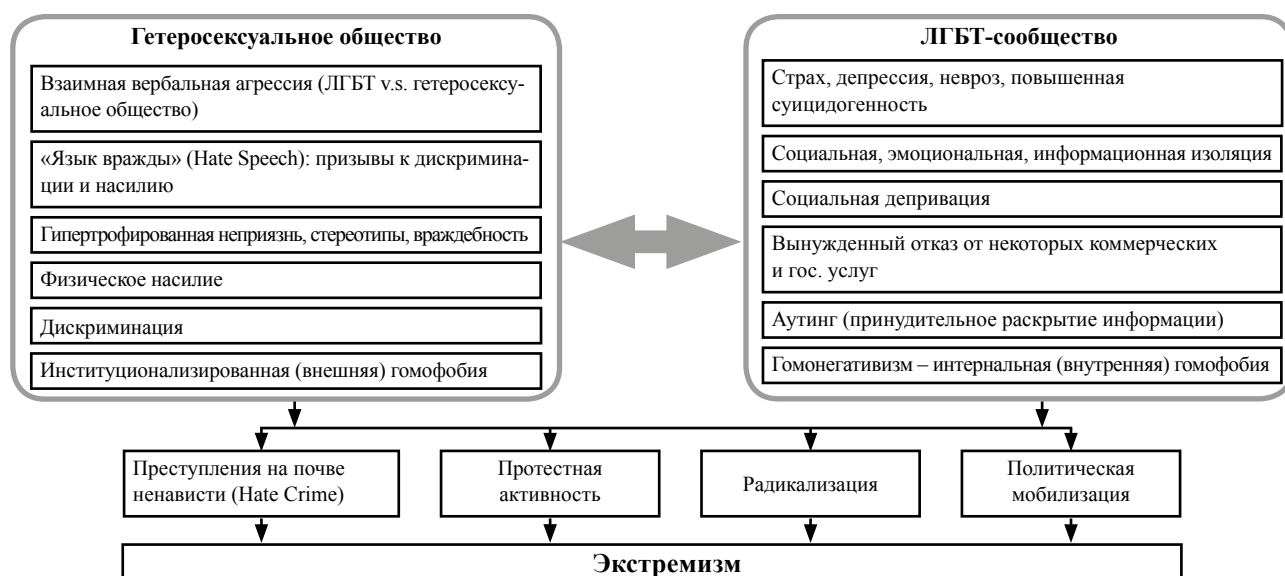 Гетеросексуальное общество
Взаимная вербальная агрессия (ЛГБТ v.s. гетеросексу-
альное общество)
«Язык вражды» (Hate Speech): призывы к дискримина-
ции и насилию
Гипертрофированная неприязнь, стереотипы, враждебность
Физическое насилие
Дискриминация
Институционализированная (внешняя) гомофобия
ЛГБТ-сообщество
Страх, депрессия, невроз, повышенная
суицидогенность
Социальная, эмоциональная, информационная изоляция
Социальная депривация
Вынужденный отказ от некоторых коммерческих
и гос. услуг
Аутинг (принудительное раскрытие информации)
Гомонегативизм – интернальная (внутренняя) гомофобия
Преступления на почве
ненависти (Hate Crime)
Протестная
активность
Радикализация
Политическая
мобилизация
Экстремизм